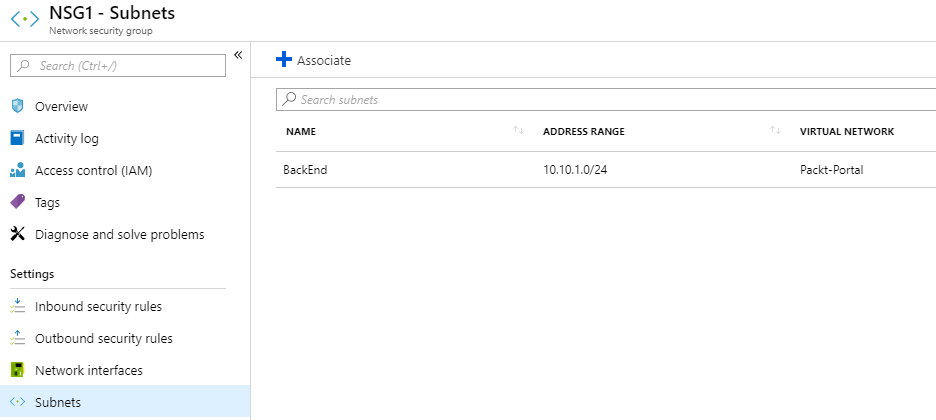 NSG1 - Subnets
Network security group
Search (Ctrl+/)
«
Overview
Activity log
Access control (IAM)
Tags
Diagnose and solve problems
Settings
Inbound security rules
Outbound security rules
Network interfaces
Subnets
Associate
Search subnets
NAME ADDRESS RANGE VIRTUAL NETWORK
BackEnd 10.10.1.0/24 Packt-Portal